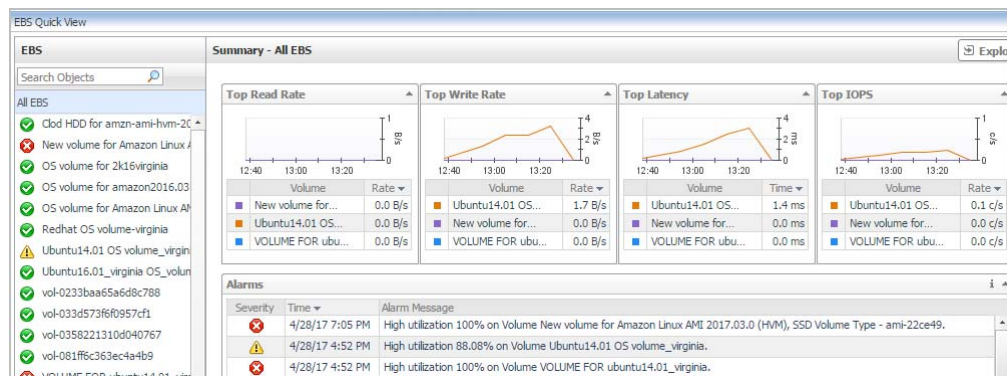 EBS Quick View
EBS
Search Objects
All EBS
Clod HDD for amzn-ami-hvm-20
New volume for Amazon Linux
OS volume for 2k16virginia
OS volume for amazon2016.03
OS volume for Amazon Linux
Redhat OS volume-virginia
Ubuntu14.01 OS volume_virgini
Ubuntu16.01_virginia OS_volun
vol-0233baa65a6d8c788
vol-033d573f6f0957cf1
vol-0358221310d040767
vol-081ff6c363ec4a4b9
VOLUME FOR
Summary - All EBS
Explo
Top Read Rate
1
0
B/s
12:40 13:00 13:20
Volume Rate
New volume for... 0.0 B/s
Ubuntu14.01 OS... 0.0 B/s
VOLUME FOR ubu... 0.0 B/s
Top Write Rate
4
2
0
B/s
12:40 13:00 13:20
Volume Rate
Ubuntu14.01 OS... 1.7 B/s
New volume for... 0.0 B/s
VOLUME FOR ubu... 0.0 B/s
Top Latency
4
2
0
ms
12:40 13:00 13:20
Volume Time
Ubuntu14.01 OS... 1.4 ms
New volume for... 0.0 ms
VOLUME FOR ubu... 0.0 ms
Top IOPS
1
0
c/s
12:40 13:00 13:20
Volume Rate
Ubuntu14.01 OS... 0.1 c/s
New volume for... 0.0 c/s
VOLUME FOR ubu... 0.0 c/s
Alarms
Severity Time Alarm Message
4/28/17 7:05 PM High utilization 100% on Volume New volume for Amazon Linux AMI 2017.03.0 (HVM), SSD Volume Type - ami-22ce49.
4/28/17 4:52 PM High utilization 88.08% on Volume Ubuntu14.01 OS volume_virginia.
4/28/17 4:52 PM High utilization 100% on Volume VOLUME FOR ubuntu14.01_virginia.